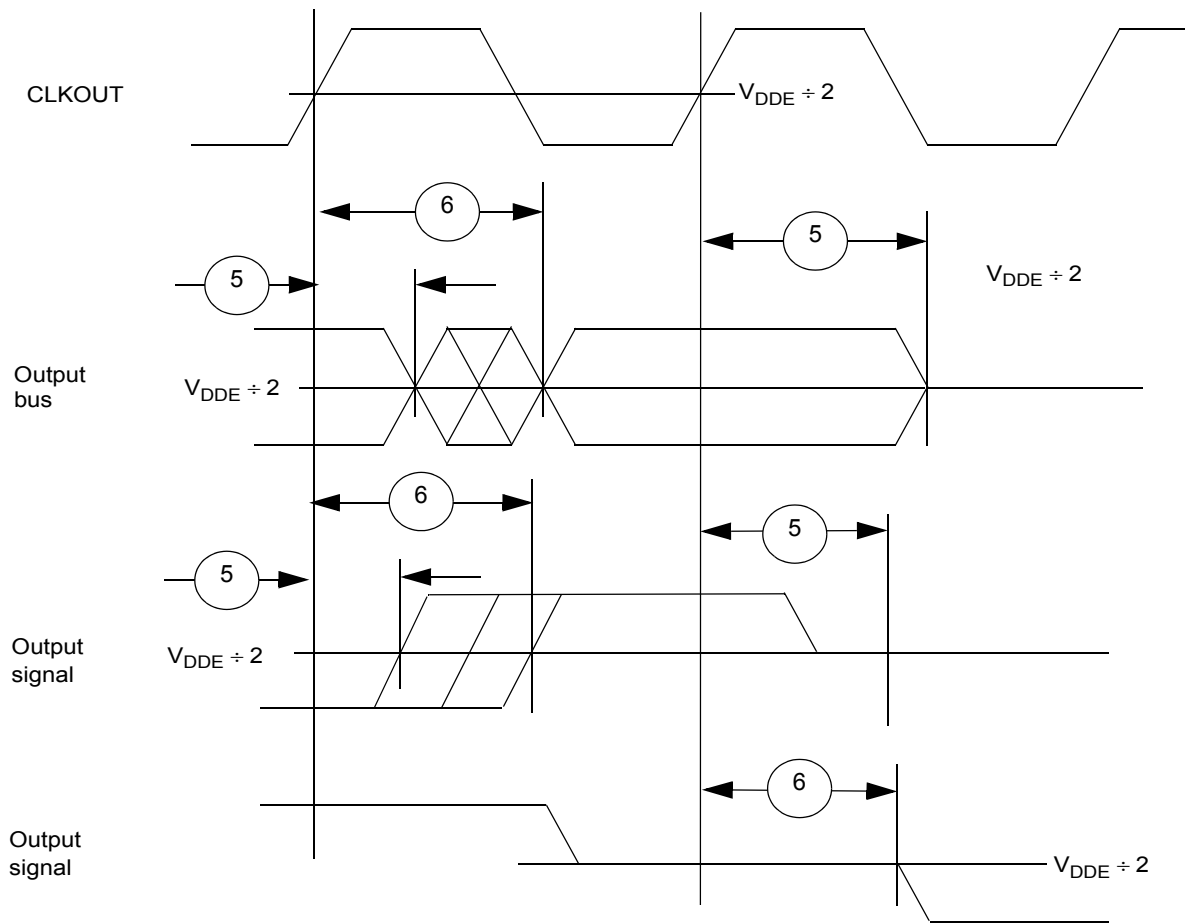 CLKOUT
V_DDE ÷ 2
6
5
5
V_DDE ÷ 2
Output
bus
V_DDE ÷ 2
6
5
5
Output
signal
V_DDE ÷ 2
6
Output
signal
V_DDE ÷ 2